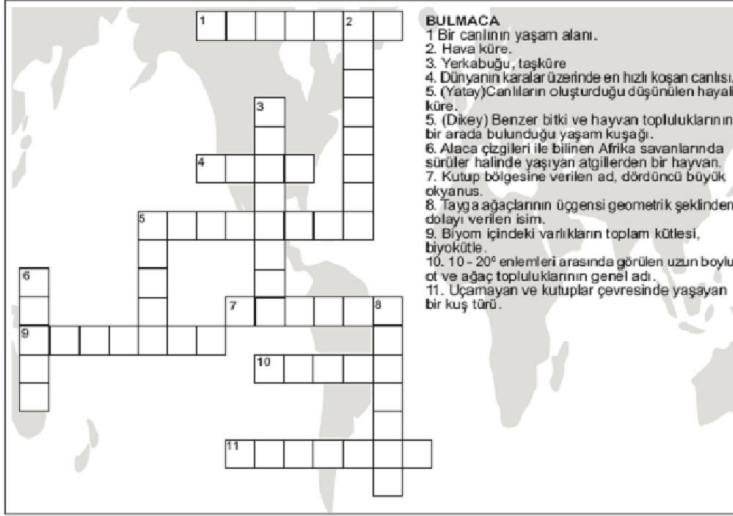 1
2
3
4
5
6
7
8
9
10
11
BULMACA
1 Bir canlının yaşam alanı.
2. Hava küre.
3. Yerkabuğu, taşküre
4. Dünyanın karalar üzerinde en hızlı koşan canlısı.
5. (Yatay)Canlıların oluşturduğu düşünülen hayali
küre.
5. (Dikey) Benzer bitki ve hayvan topluluklarının
bir arada bulunduğu yaşam kuşağı.
6. Alaca çizgileri ile bilinen Afrika savanlarında
sürüler halinde yaşıyan atgillerden bir hayvan.
7. Kutup bölgesine verilen ad, dördüncü büyük
okyanus.
8. Tayga ağaçlarının üçgensi geometrik şeklinden
dolayı verilen isim.
9. Biyom içindeki varlıkların toplam kütlesi,
biyokütle.
10. 10 - 20º enlemleri arasında görülen uzun boylu
ot ve ağaç topluluklarının genel adı.
11. Uçamayan ve kutuplar çevresinde yaşayan
bir kuş türü.